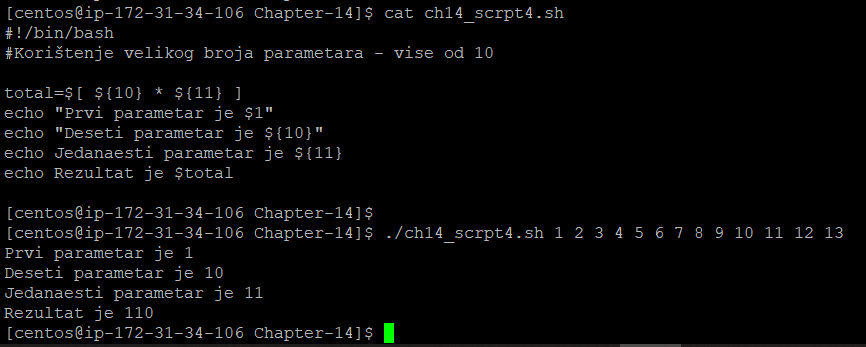 [centos@ip-172-31-34-106 Chapter-14]$ cat ch14_scrpt4.sh
#!/bin/bash
#Korištenje velikog broja parametara - vise od 10
total=$[ ${10} * ${11} ]
echo "Prvi parametar je $1"
echo "Deseti parametar je ${10}"
echo Jedanaesti parametar je ${11}
echo Rezultat je $total
[centos@ip-172-31-34-106 Chapter-14]$
[centos@ip-172-31-34-106 Chapter-14]$ ./ch14_scrpt4.sh 1 2 3 4 5 6 7 8 9 10 11 12 13
Prvi parametar je 1
Deseti parametar je 10
Jedanaesti parametar je 11
Rezultat je 110
[centos@ip-172-31-34-106 Chapter-14]$